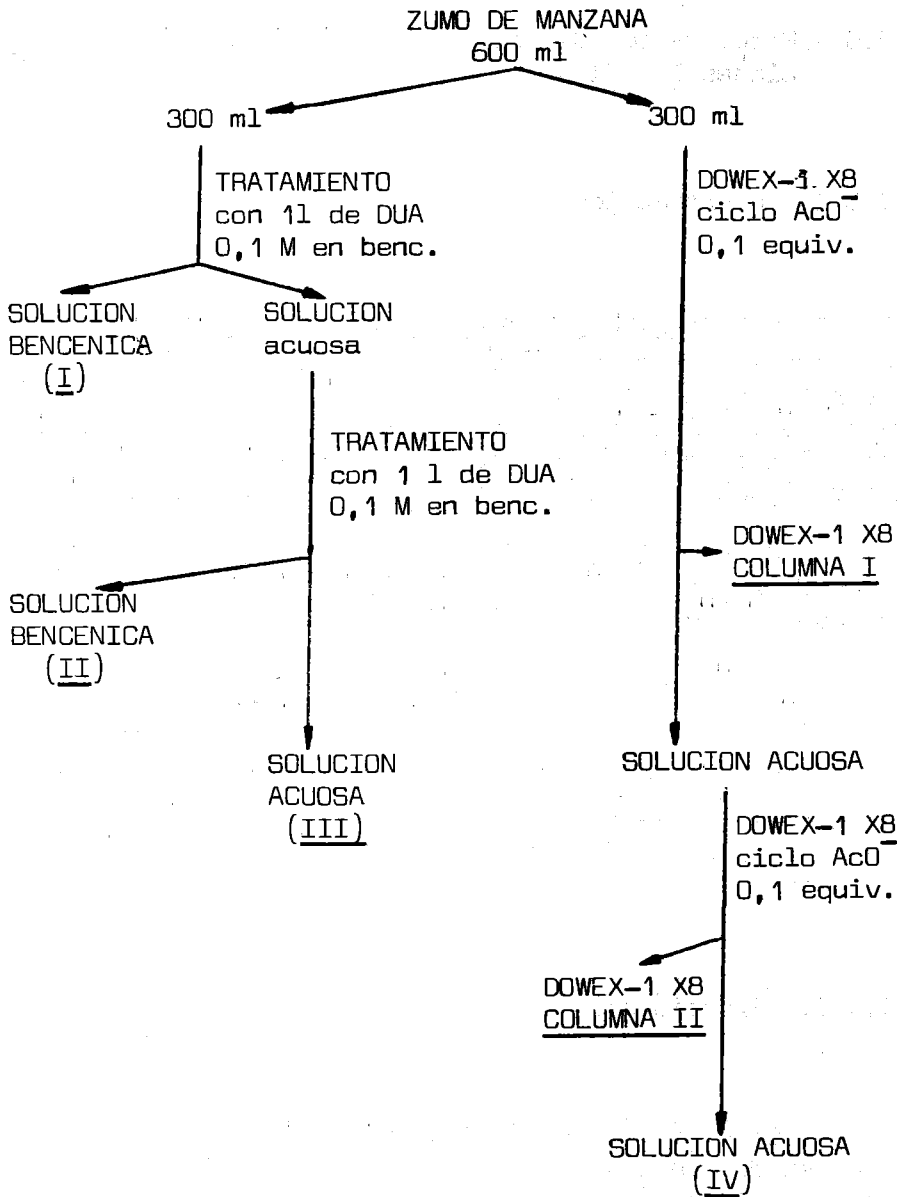 ZUMO DE MANZANA
600 ml
300 ml
300 ml
TRATAMIENTO
con 1l de DUA
0,1 M en benc.
DOWEX-1 X8
ciclo AcO⁻
0,1 equiv.
SOLUCION
BENCENICA
(I)
SOLUCION
acuosa
TRATAMIENTO
con 1 l de DUA
0,1 M en benc.
DOWEX-1 X8
COLUMNA I
SOLUCION
BENCENICA
(II)
SOLUCION
ACUOSA
(III)
SOLUCION ACUOSA
DOWEX-1 X8
ciclo AcO⁻
0,1 equiv.
DOWEX-1 X8
COLUMNA II
SOLUCION ACUOSA
(IV)